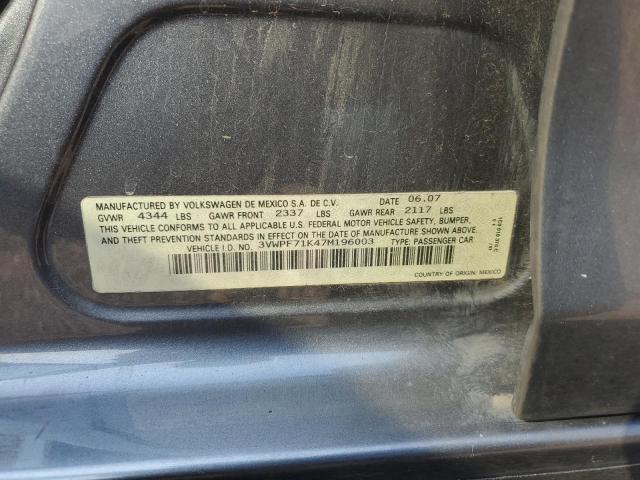 MANUFACTURED BY VOLKSWAGEN DE MEXICO S.A. DE C.V. DATE 06.07
GVWR 4344 LBS GAWR FRONT 2337 LBS GAWR REAR 2117 LBS
THIS VEHICLE CONFORMS TO ALL APPLICABLE U.S. FEDERAL MOTOR VEHICLE SAFETY, BUMPER,
AND THEFT PREVENTION STANDARDS IN EFFECT ON THE DATE OF MANUFACTURE SHOWN ABOVE.
VEHICLE I.D. NO. 3VWPF71K47M196003 TYPE: PASSENGER CAR
COUNTRY OF ORIGIN: MEXICO